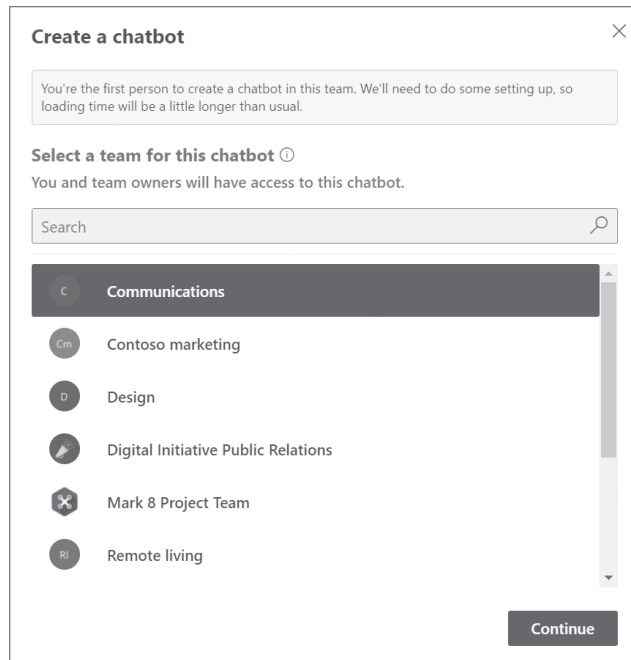 Create a chatbot
You're the first person to create a chatbot in this team. We'll need to do some setting up, so
loading time will be a little longer than usual.
Select a team for this chatbot ⓘ
You and team owners will have access to this chatbot.
Search
C Communications
Cm Contoso marketing
D Design
Digital Initiative Public Relations
Mark 8 Project Team
Rl Remote living
Continue